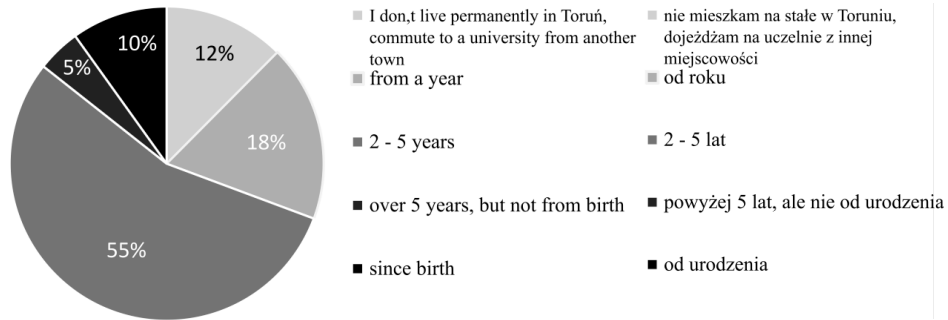 10%
12%
5%
18%
55%
I don,t live permanently in Toruń,
commute to a university from another
town
from a year
2 - 5 years
over 5 years, but not from birth
since birth
nie mieszkam na stałe w Toruniu,
dojeżdżam na uczelnie z innej
miejscowości
od roku
2 - 5 lat
powyżej 5 lat, ale nie od urodzenia
od urodzenia